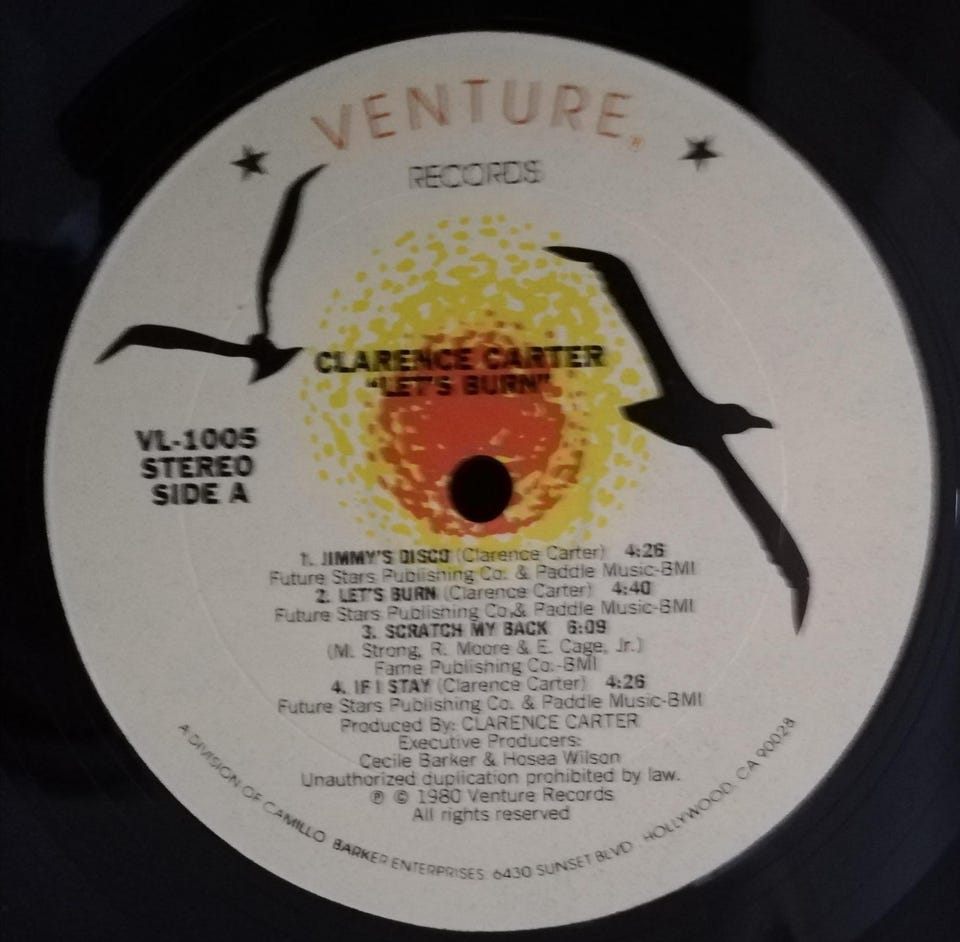 VENTURE®
RECORDS
CLARENCE CARTER
"LET'S BURN"
VL-1005
STEREO
SIDE A
1. JIMMY'S DISCO (Clarence Carter) 4:26
Future Stars Publishing Co. & Paddle Music-BMI
2. LET'S BURN (Clarence Carter) 4:40
Future Stars Publishing Co.& Paddle Music-BMI
3. SCRATCH MY BACK 6:09
(M. Strong, R. Moore & E. Cage, Jr.)
Fame Publishing Co.-BMI
4. IF I STAY (Clarence Carter) 4:26
Future Stars Publishing Co. & Paddle Music-BMI
Produced By: CLARENCE CARTER
Executive Producers:
Cecile Barker & Hosea Wilson
Unauthorized duplication prohibited by law.
℗ © 1980 Venture Records
All rights reserved
A DIVISION OF CAMILLO BARKER ENTERPRISES. 6430 SUNSET BLVD · HOLLYWOOD, CA 90028